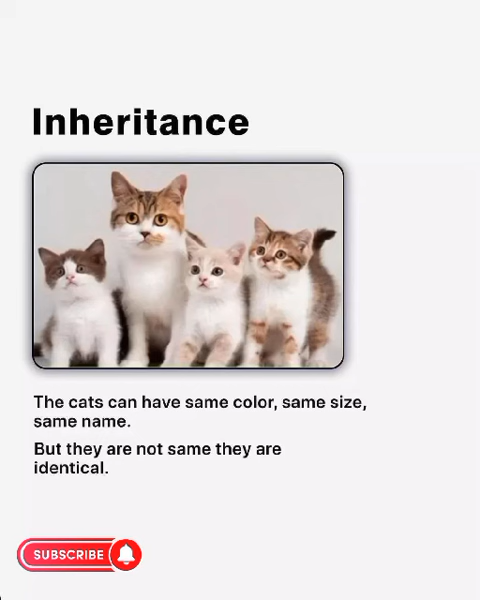 Inheritance
The cats can have same color, same size,
same name.
But they are not same they are
identical.
SUBSCRIBE